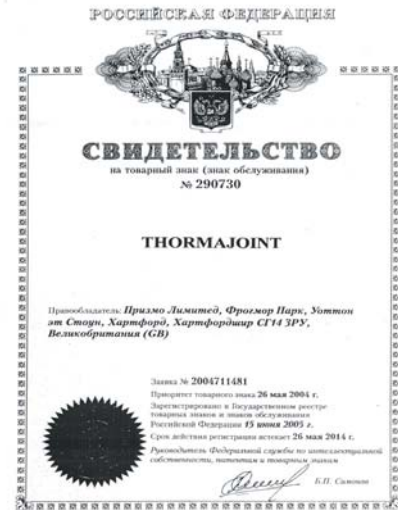 РОССИЙСКАЯ ФЕДЕРАЦИЯ
СВИДЕТЕЛЬСТВО
на товарный знак (знак обслуживания)
№ 290730
THORMAJOINT
Правообладатель: Призмо Лимитед, Фрогмор Парк, Уоттон
эт Стоун, Хартфорд, Хартфордшир СГ14 3РУ,
Великобритания (GB)
Заявка № 2004711481
Приоритет товарного знака 26 мая 2004 г.
Зарегистрировано в Государственном реестре
товарных знаков и знаков обслуживания
Российской Федерации 15 июня 2005 г.
Срок действия регистрации истекает 26 мая 2014 г.
Руководитель Федеральной службы по интеллектуальной
собственности, патентам и товарным знакам
Б.П. Симонов